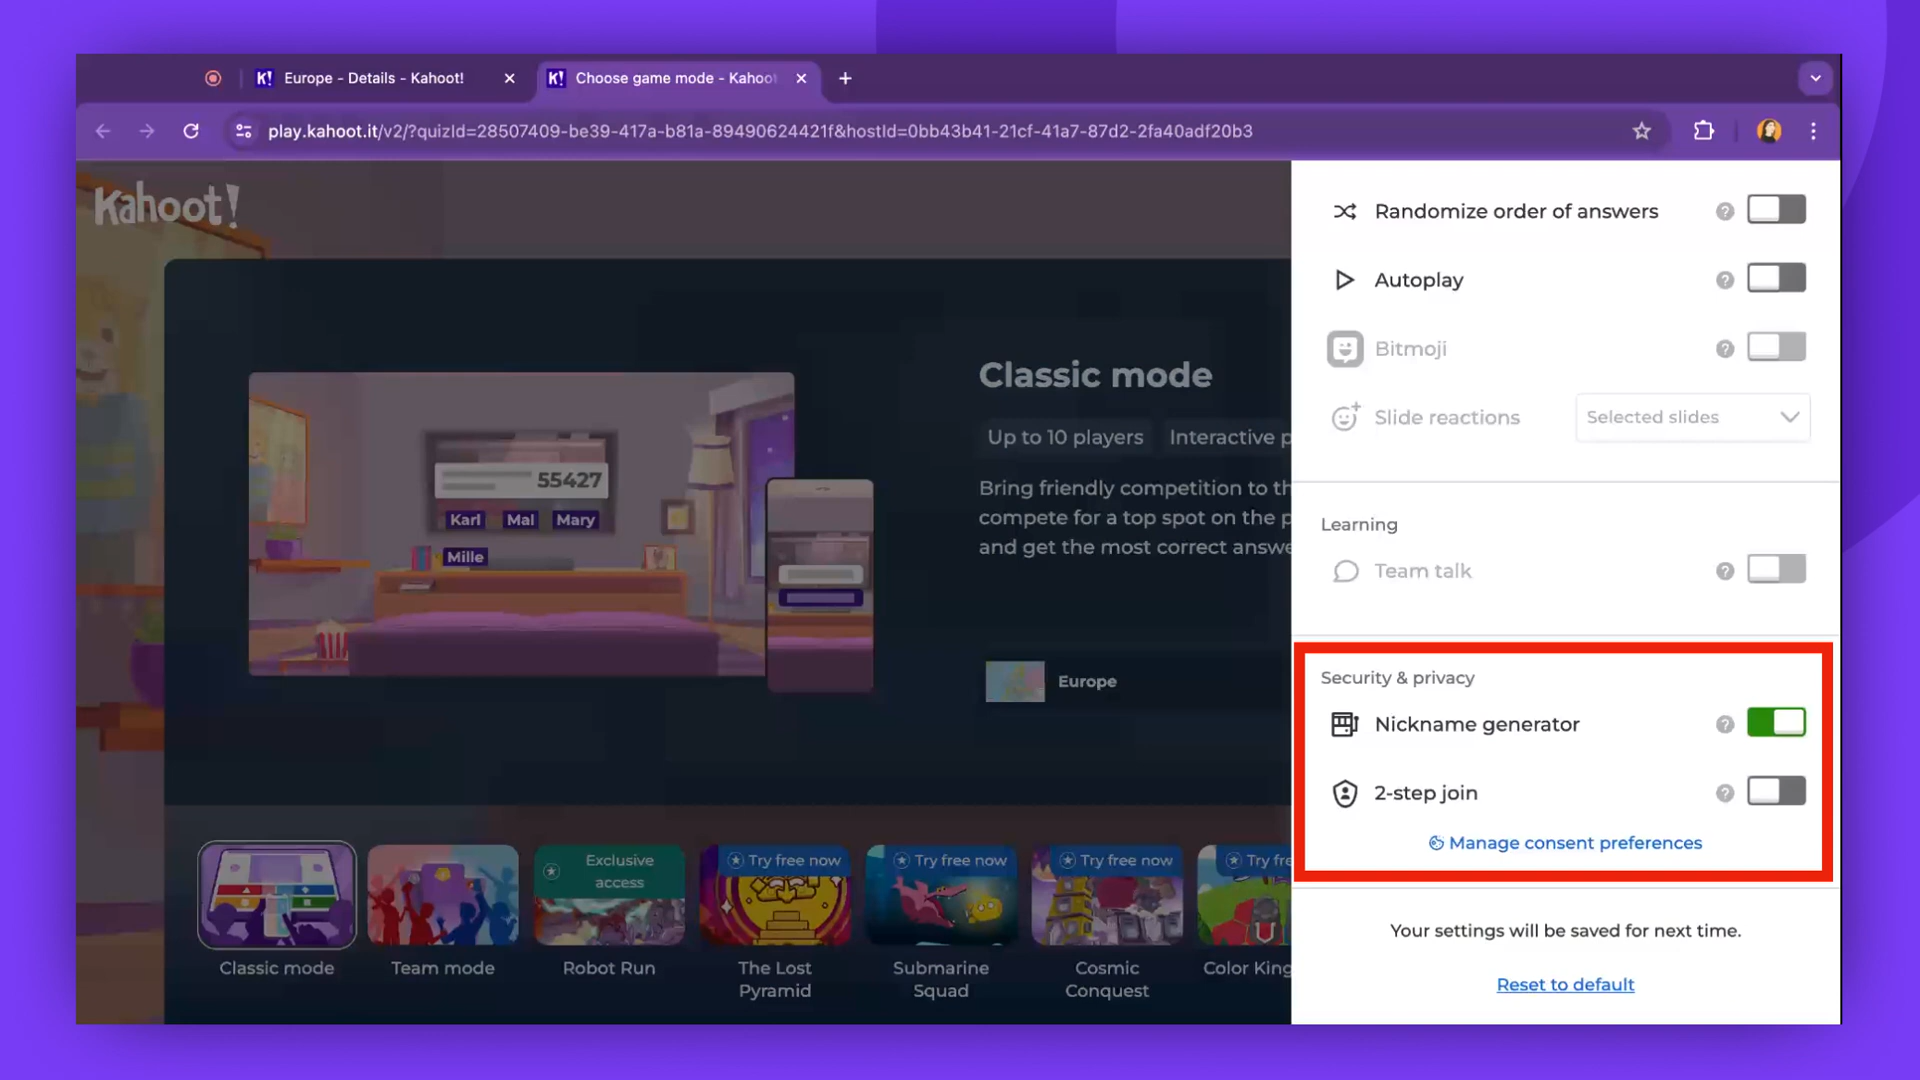 Europe - Details - Kahoot!
Choose game mode - Kahoot
play.kahoot.it/v2/?quizId=28507409-be39-417a-b81a-89490624421f&hostId=0bb43b41-21cf-41a7-87d2-2fa40adf20b3
Kahoot!
Classic mode
Up to 10 players
Interactive p
Bring friendly competition to th
compete for a top spot on the p
and get the most correct answe
55427
Karl
Mal
Mary
Mille
Europe
Exclusive
access
Try free now
Try free now
Try free now
Try fre
Classic mode
Team mode
Robot Run
The Lost
Pyramid
Submarine
Squad
Cosmic
Conquest
Color King
Randomize order of answers
Autoplay
Bitmoji
Slide reactions
Selected slides
Learning
Team talk
Security & privacy
Nickname generator
2-step join
Manage consent preferences
Your settings will be saved for next time.
Reset to default